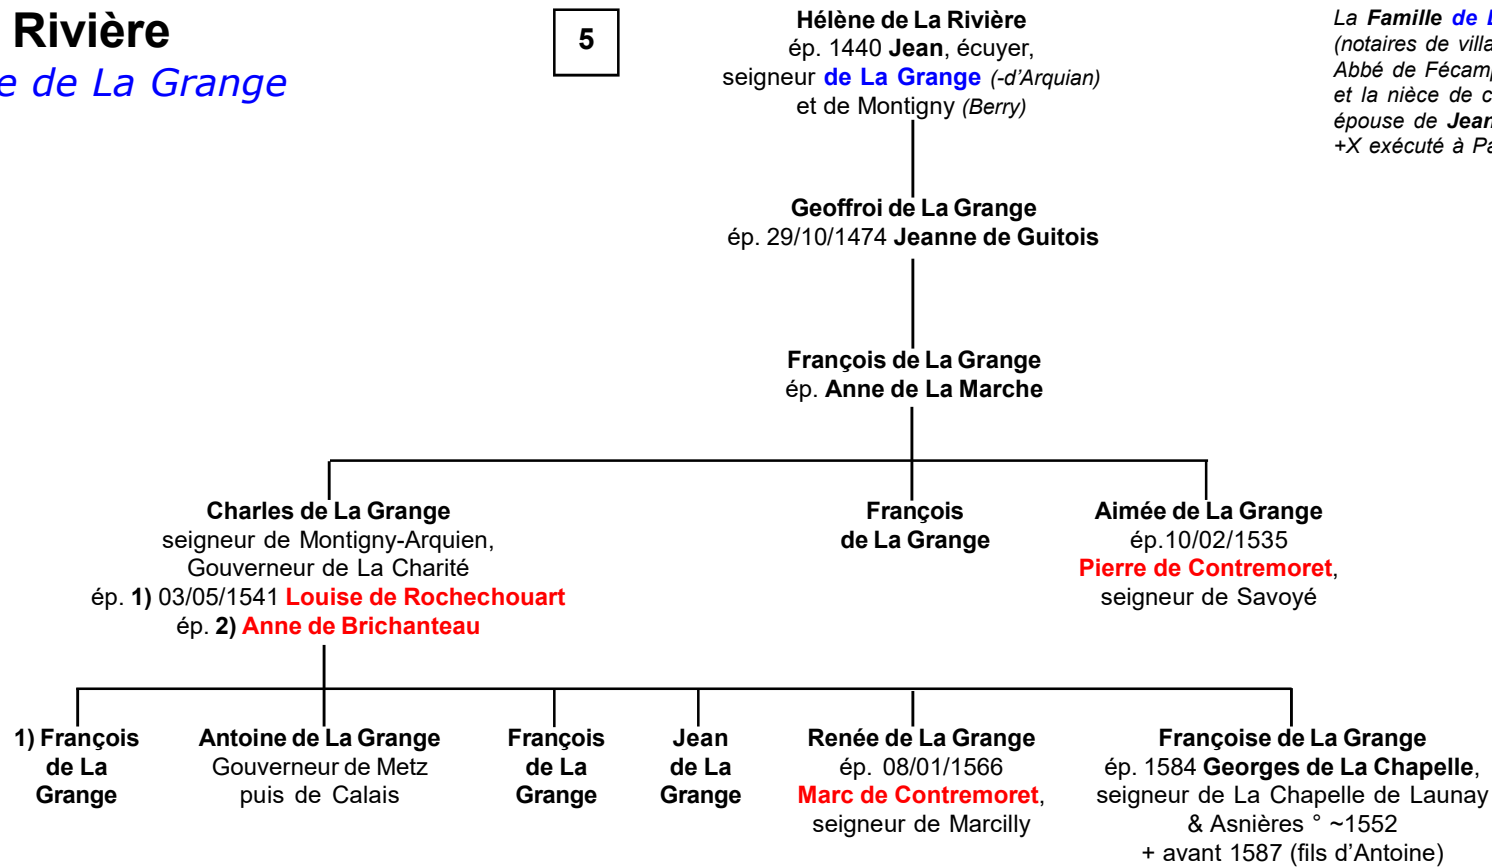 Rivière
e de La Grange
5
Hélène de La Rivière
ép. 1440 Jean, écuyer,
seigneur de La Grange (-d'Arquian)
et de Montigny (Berry)
La Famille de L
(notaires de villa
Abbé de Fécamp
et la nièce de c
épouse de Jean
+X exécuté à Pa
Geoffroi de La Grange
ép. 29/10/1474 Jeanne de Guitois
François de La Grange
ép. Anne de La Marche
Charles de La Grange
seigneur de Montigny-Arquien,
Gouverneur de La Charité
ép. 1) 03/05/1541 Louise de Rochechouart
ép. 2) Anne de Brichanteau
François
de La Grange
Aimée de La Grange
ép.10/02/1535
Pierre de Contremoret,
seigneur de Savoyé
1) François
de La
Grange
Antoine de La Grange
Gouverneur de Metz
puis de Calais
François
de La
Grange
Jean
de La
Grange
Renée de La Grange
ép. 08/01/1566
Marc de Contremoret,
seigneur de Marcilly
Françoise de La Grange
ép. 1584 Georges de La Chapelle,
seigneur de La Chapelle de Launay
& Asnières ° ~1552
+ avant 1587 (fils d'Antoine)